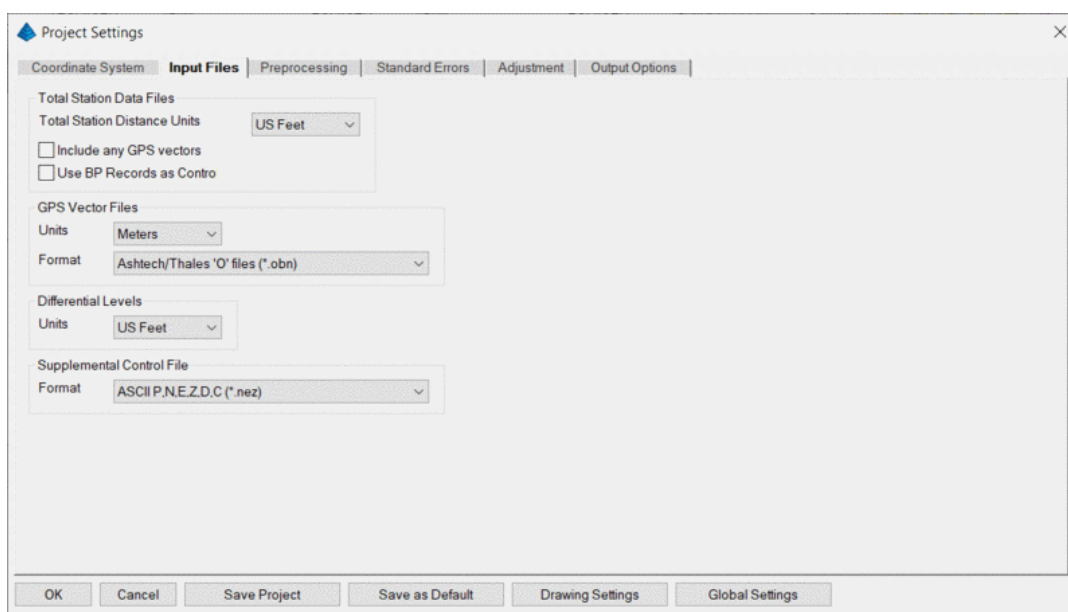 Project Settings
Coordinate System Input Files Preprocessing Standard Errors Adjustment Output Options
Total Station Data Files
Total Station Distance Units US Feet
Include any GPS vectors
Use BP Records as Contro
GPS Vector Files
Units Meters
Format Ashtech/Thales 'O' files (*.obn)
Differential Levels
Units US Feet
Supplemental Control File
Format ASCII P,N,E,Z,D,C (*.nez)
OK Cancel Save Project Save as Default Drawing Settings Global Settings